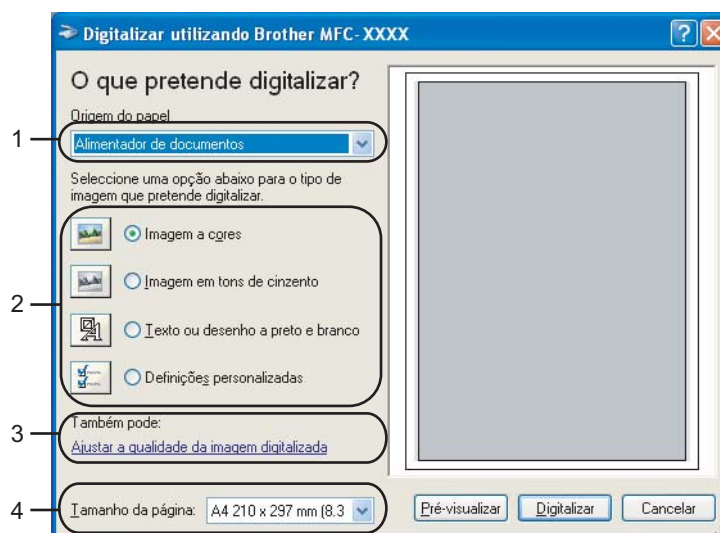 Digitalizar utilizando Brother MFC-XXXX
O que pretende digitalizar?
Origem do papel
1
Alimentador de documentos
Seleccione uma opção abaixo para o tipo de
imagem que pretende digitalizar.
2
Imagem a cores
Imagem em tons de cinzento
Texto ou desenho a preto e branco
Definições personalizadas
3
Também pode:
Ajustar a qualidade da imagem digitalizada
4
Tamanho da página: A4 210 x 297 mm (8.3
Pré-visualizar Digitalizar Cancelar